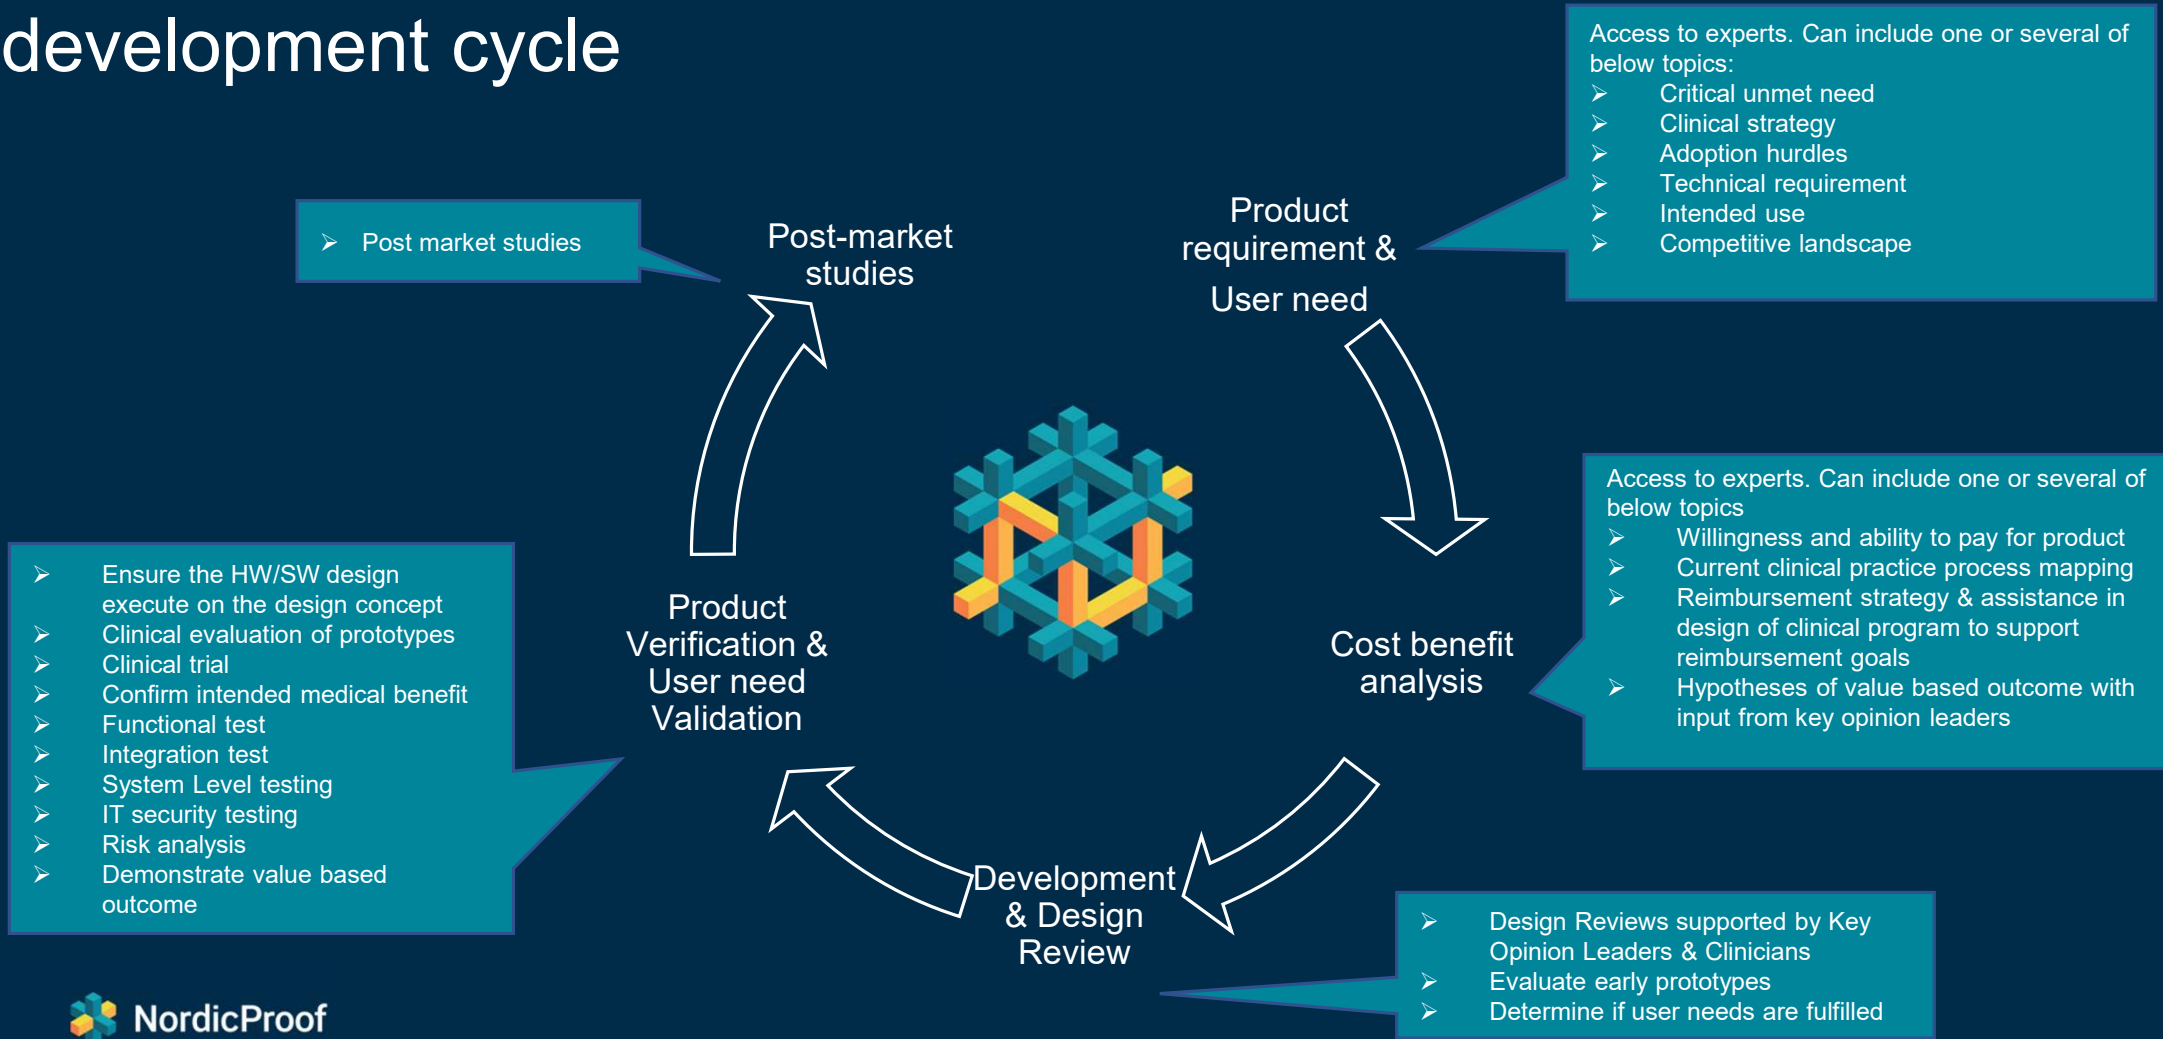 development cycle
Access to experts. Can include one or several of
below topics:
➢ Critical unmet need
➢ Clinical strategy
➢ Adoption hurdles
➢ Technical requirement
➢ Intended use
➢ Competitive landscape
Product
requirement &
User need
Post-market
studies
➢ Post market studies
Access to experts. Can include one or several of
below topics
➢ Willingness and ability to pay for product
➢ Current clinical practice process mapping
➢ Reimbursement strategy & assistance in
design of clinical program to support
reimbursement goals
➢ Hypotheses of value based outcome with
input from key opinion leaders
Cost benefit
analysis
Product
Verification &
User need
Validation
➢ Ensure the HW/SW design
execute on the design concept
➢ Clinical evaluation of prototypes
➢ Clinical trial
➢ Confirm intended medical benefit
➢ Functional test
➢ Integration test
➢ System Level testing
➢ IT security testing
➢ Risk analysis
➢ Demonstrate value based
outcome
Development
& Design
Review
➢ Design Reviews supported by Key
Opinion Leaders & Clinicians
➢ Evaluate early prototypes
➢ Determine if user needs are fulfilled
NordicProof